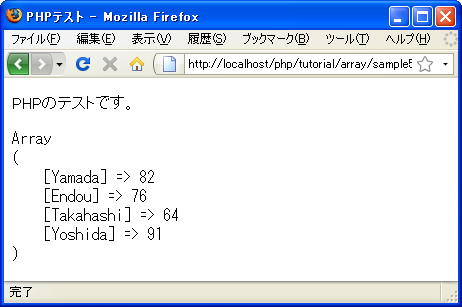 PHPテスト - Mozilla Firefox
ファイル(F) 編集(E) 表示(V) 履歴(S) ブックマーク(B) ツール(T) ヘルプ(H)
http://localhost/php/tutorial/array/sample5
PHPのテストです。
Array
(
[Yamada] => 82
[Endou] => 76
[Takahashi] => 64
[Yoshida] => 91
)
完了